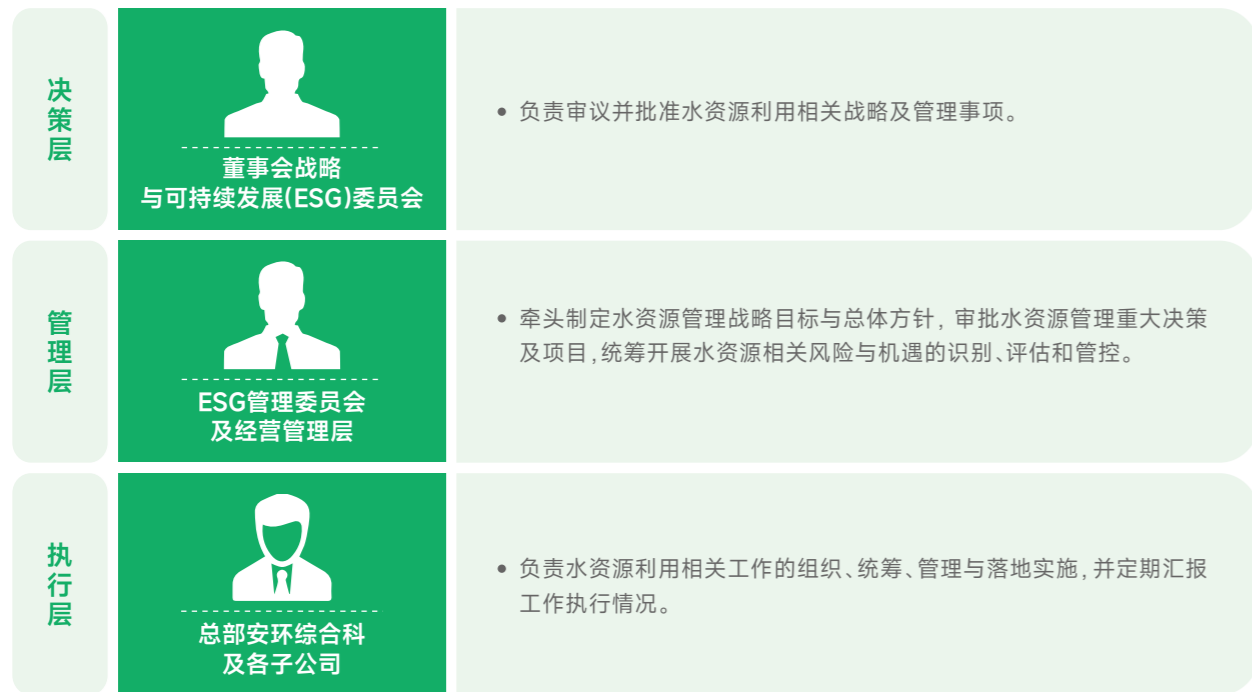 决策层
董事会战略
与可持续发展(ESG)委员会
• 负责审议并批准水资源利用相关战略及管理事项。
管理层
ESG管理委员会
及经营管理层
• 牵头制定水资源管理战略目标与总体方针，审批水资源管理重大决策
及项目，统筹开展水资源相关风险与机遇的识别、评估和管控。
执行层
总部安环综合科
及各子公司
• 负责水资源利用相关工作的组织、统筹、管理与落地实施，并定期汇报
工作执行情况。